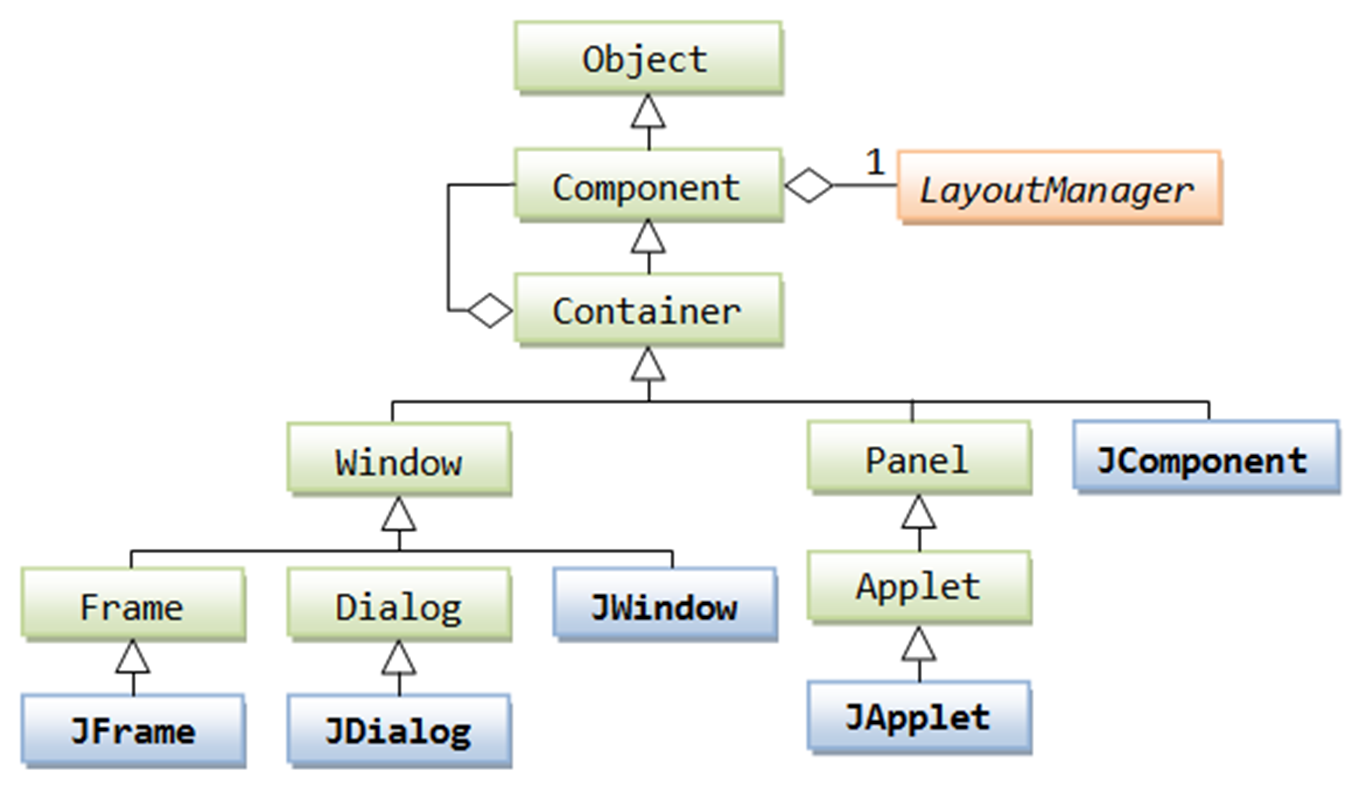 Object
Component
1
LayoutManager
Container
Window
Panel
JComponent
Frame
Dialog
JWindow
Applet
JFrame
JDialog
JApplet